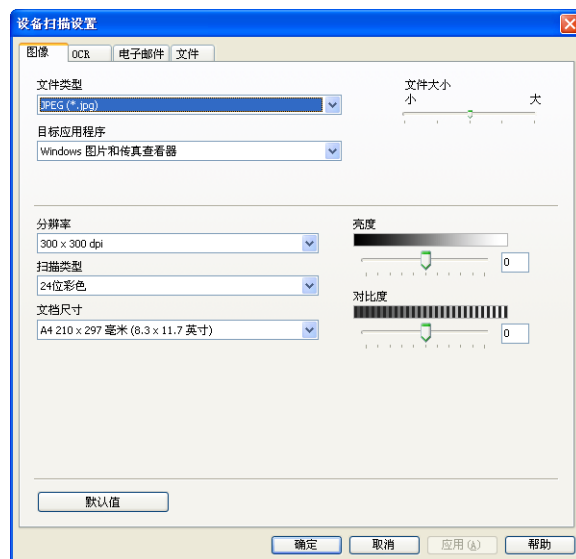 设备扫描设置
图像 OCR 电子邮件 文件
文件类型
JPEG (*.jpg)
文件大小
小 大
目标应用程序
Windows 图片和传真查看器
分辨率
300 x 300 dpi
扫描类型
24位彩色
文档尺寸
A4 210 x 297 毫米 (8.3 x 11.7 英寸)
亮度
0
对比度
0
默认值
确定 取消 应用(A) 帮助